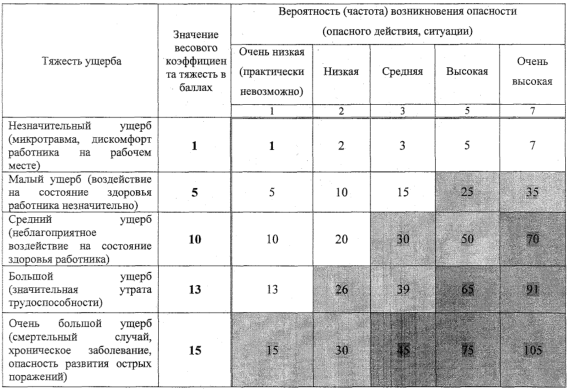 Тяжесть ущерба
Значение
весового
коэффициен
та тяжесть в
баллах
Вероятность (частота) возникновения опасности
(опасного действия, ситуации)
Очень низкая
(практически
невозможно)
Низкая
Средняя
Высокая
Очень
высокая
1 2 3 5 7
Незначительный ущерб
(микротравма, дискомфорт
работника на рабочем
месте)
1 1 2 3 5 7
Малый ущерб (воздействие
на состояние здоровья
работника незначительно)
5 5 10 15 25 35
Средний ущерб
(неблагоприятное
воздействие на состояние
здоровья работника)
10 10 20 30 50 70
Большой ущерб
(значительная утрата
трудоспособности)
13 13 26 39 65 91
Очень большой ущерб
(смертельный случай,
хроническое заболевание,
опасность развития острых
поражений)
15 15 30 45 75 105